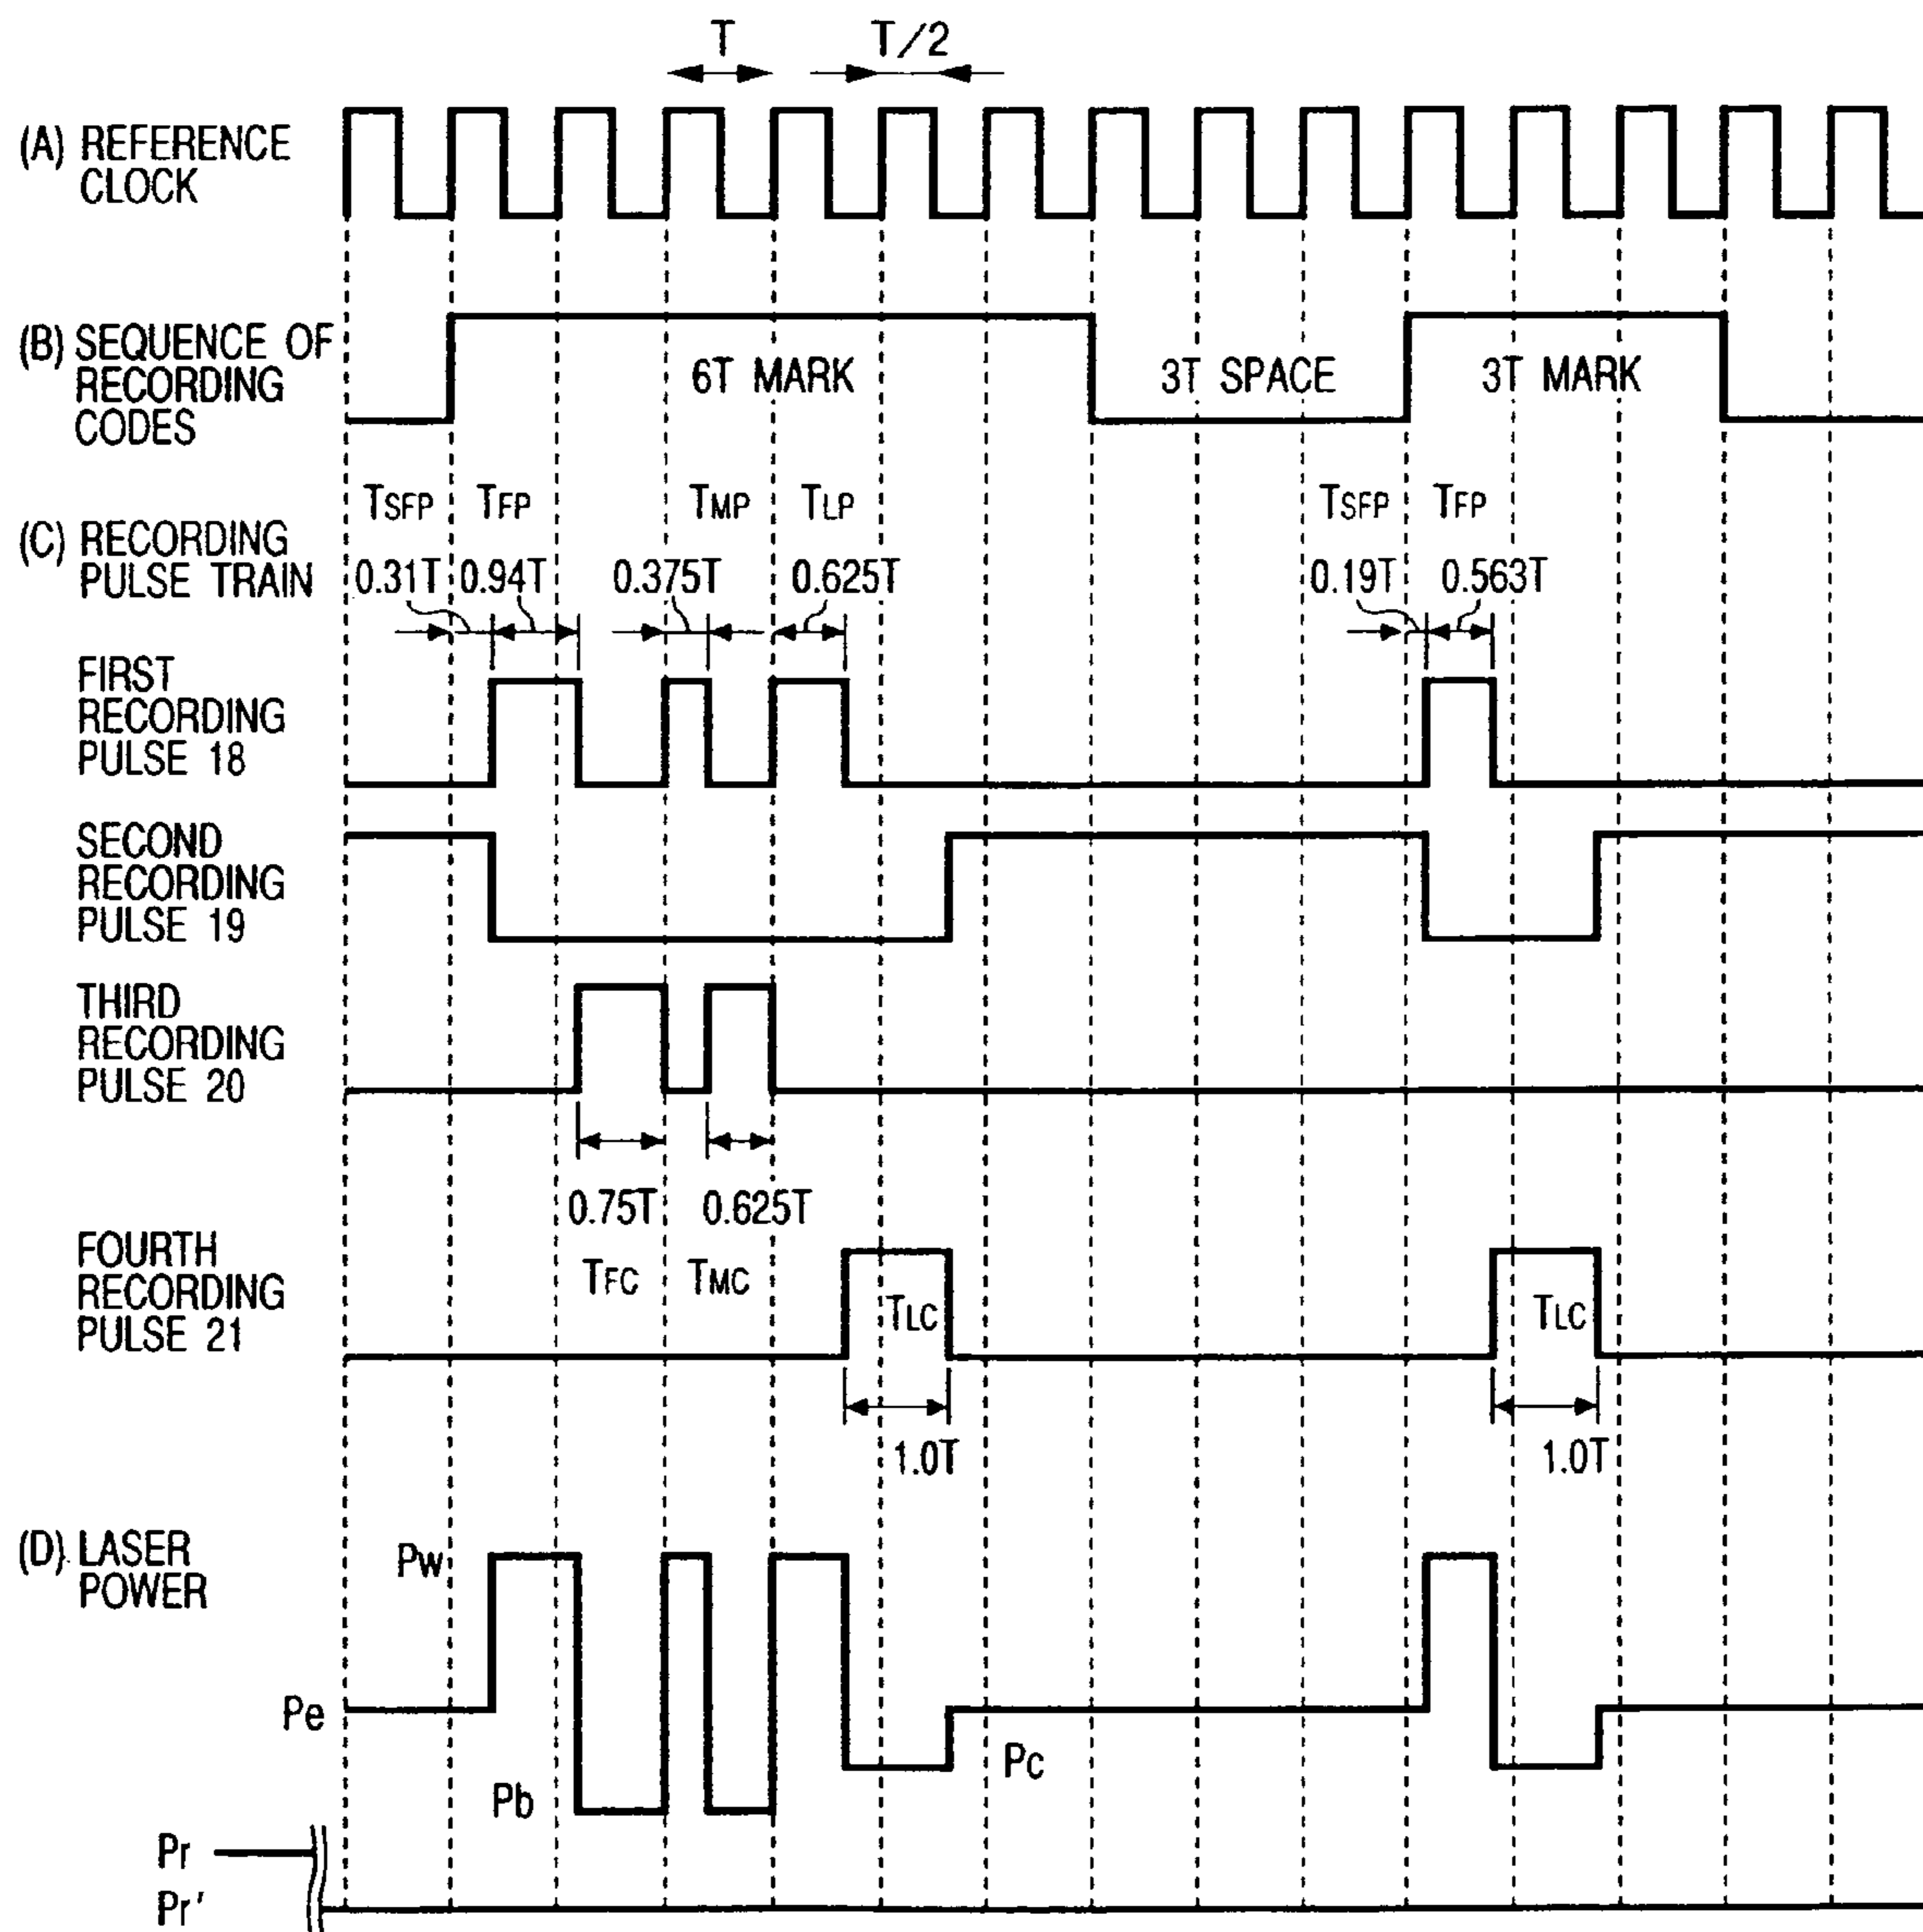 T T/2
(A) REFERENCE
CLOCK
(B) SEQUENCE OF
RECORDING
CODES
6T MARK 3T SPACE 3T MARK
TSFP TFP TMP TLP TSFP TFP
(C) RECORDING
PULSE TRAIN
0.31T 0.94T 0.375T 0.625T 0.19T 0.563T
FIRST
RECORDING
PULSE 18
SECOND
RECORDING
PULSE 19
THIRD
RECORDING
PULSE 20
0.75T 0.625T
FOURTH
RECORDING
PULSE 21
TFC TMC
TLC TLC
1.0T 1.0T
(D) LASER
POWER
Pw
Pe
Pc
Pb
Pr
Pr'